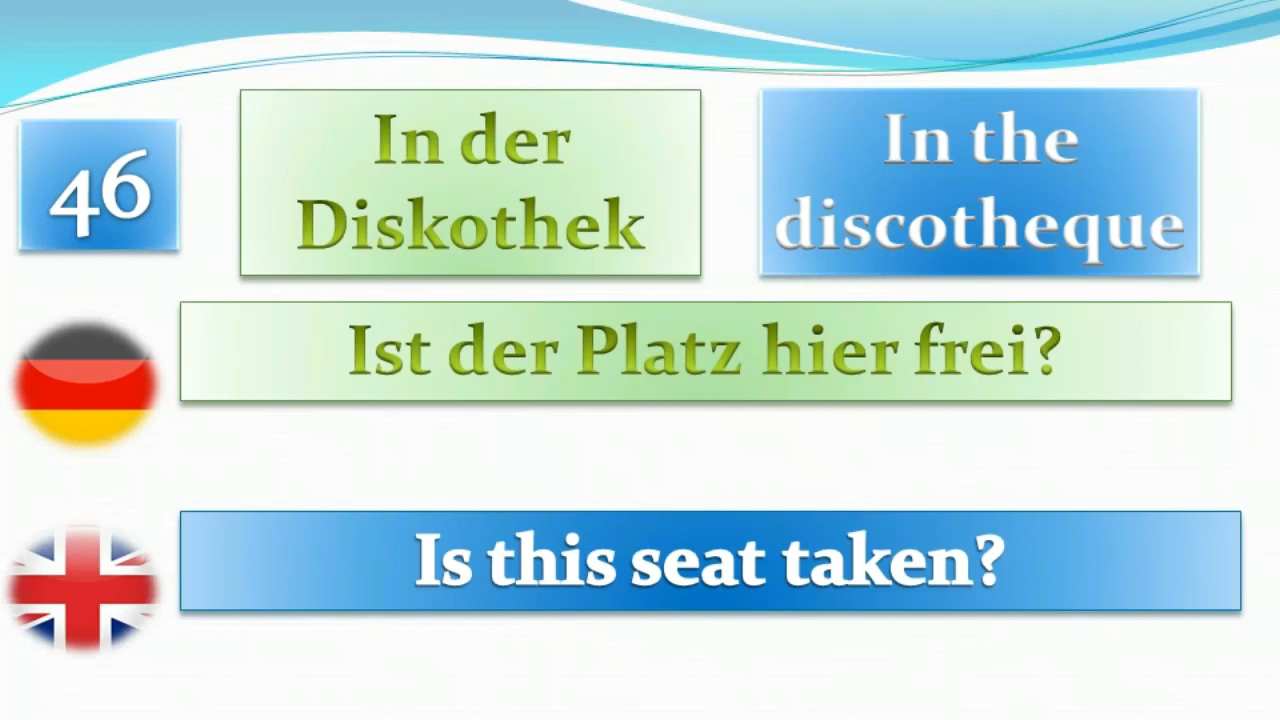 46
In der
Diskothek
In the
discotheque
Ist der Platz hier frei?
Is this seat taken?